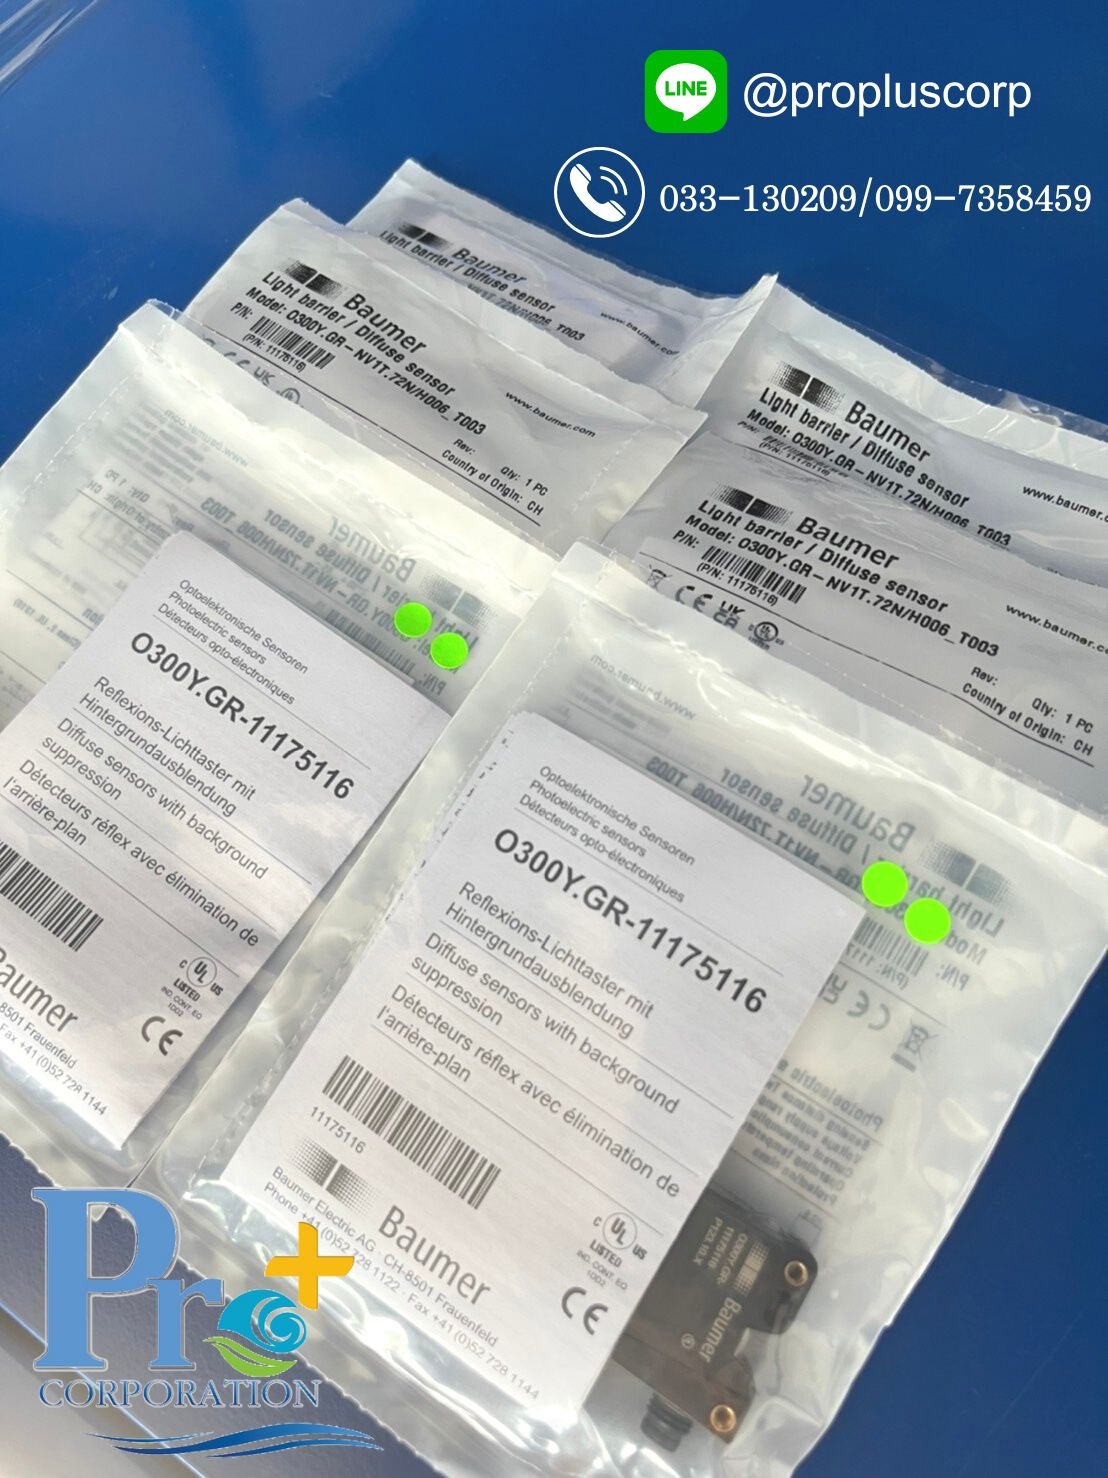 LINE @propluscorp
033-130209/099-7358459
Baumer
Light barrier / Diffuse sensor
NV1T.72N/H006_T003
www.baumer.com
Baumer
Light barrier / Diffuse sensor
Model: O300Y.GR-NV1T.72N/H006_T003
P/N:
(P/N: 11175116)
www.baumer.com
Rev: Qty: 1 PC
Country of Origin: CH
Baumer
Light barrier / Diffuse sensor
Model: O300Y.GR-NV1T.72N/H006_T003
P/N:
(P/N: 11175116)
www.baumer.c
Baumer
Light barrier / Diffuse sensor
Model: O300Y.GR-NV1T.72N/H006_T003
P/N:
(P/N: 11175116)
www.baumer.com
CE UK CA UL US
Rev: Qty: 1 PC
Country of Origin: CH
Optoelektronische Sensoren
Photoelectric sensors
Détecteurs opto-électroniques
O300Y.GR-11175116
Reflexions-Lichttaster mit
Hintergrundausblendung
Diffuse sensors with background
suppression
Détecteurs réflex avec élimination de
l'arrière-plan
c UL US
LISTED
IND. CONT. EQ
1DD2
CE
Baumer
-8501 Frauenfeld
Fax +41 (0)52 728 1144
Optoelektronische Sensoren
Photoelectric sensors
Détecteurs opto-électroniques
O300Y.GR-11175116
Reflexions-Lichttaster mit
Hintergrundausblendung
Diffuse sensors with background
suppression
Détecteurs réflex avec élimination de
l'arrière-plan
11175116
c UL US
LISTED
IND. CONT. EQ
1DD2
CE
Baumer
Baumer Electric AG · CH-8501 Frauenfeld
Phone +41 (0)52 728 1122 · Fax +41 (0)52 728 1144
O300Y.GR-
11175116
Baumer
Pro+
CORPORATION